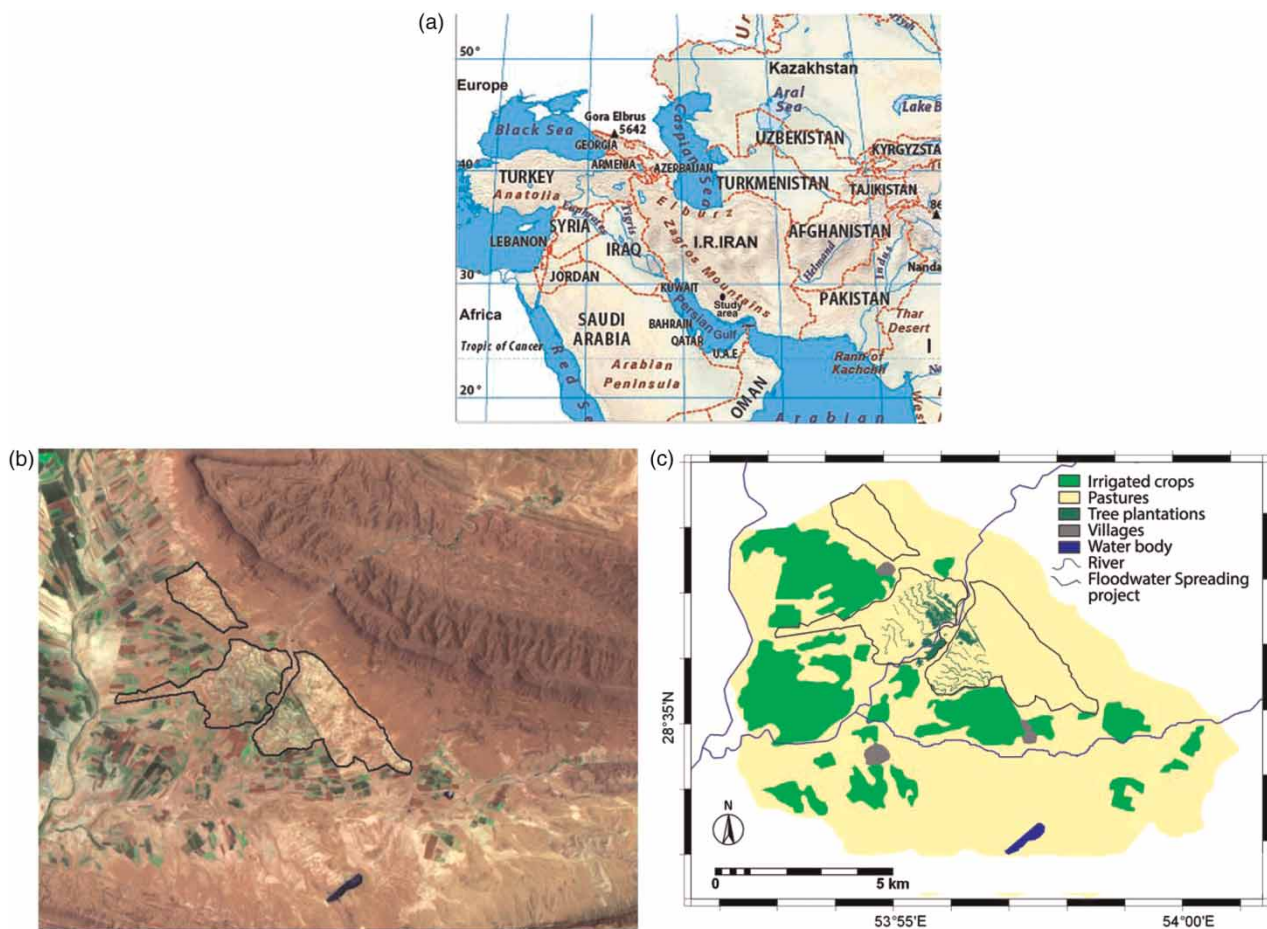 (a)
50°
Kazakhstan
Europe
Aral
Sea
Lake B
Gora Elbrus
5642
Black Sea
Caspian Sea
UZBEKISTAN
GEORGIA
KYRGYZSTA
40°
ARMENIA
AZERBAIJAN
TURKEY
TURKMENISTAN
TAJIKISTAN
Anatolia
Elburz
86
Euphrates
Tigris
SYRIA
AFGHANISTAN
LEBANON
IRAQ
I.R.IRAN
Zagros Mountains
Helmand
Indus
Nanda
30°
JORDAN
KUWAIT
PAKISTAN
Study
area
Persian Gulf
Thar
Desert
Africa
SAUDI
ARABIA
BAHRAIN
QATAR
U.A.E.
I
Tropic of Cancer
Rann of
Kachchh
Arabian
Peninsula
Red Se
OMAN
20°
Arabian
West
(b)
(c)
Irrigated crops
Pastures
Tree plantations
Villages
Water body
River
Floodwater Spreading
project
28°35'N
N
0
5 km
53°55'E
54°00'E